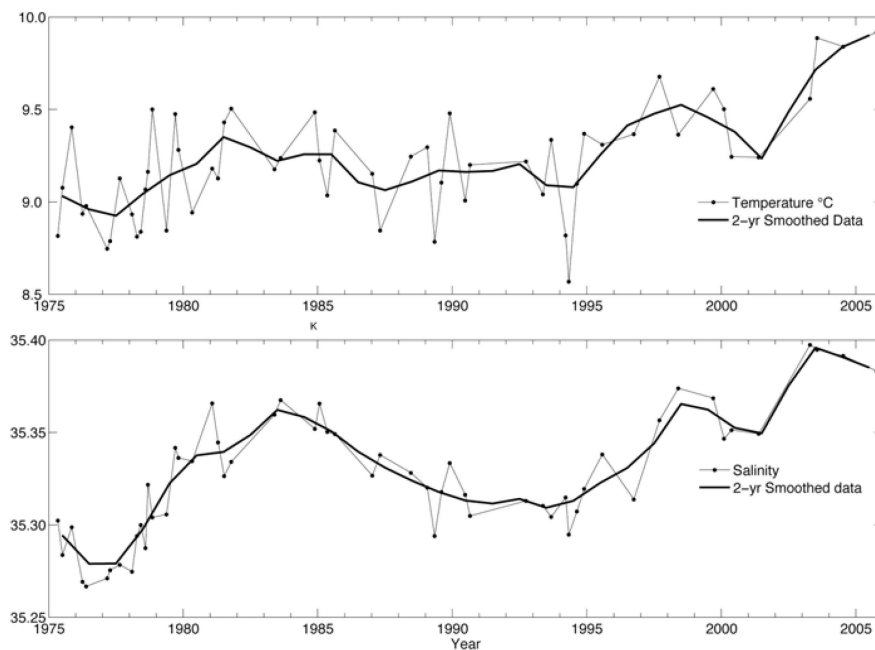 10.0
9.5
9.0
8.5
Temperature °C
2–yr Smoothed Data
1975 1980 1985 1990 1995 2000 2005
K
35.40
35.35
35.30
35.25
Salinity
2–yr Smoothed data
1975 1980 1985 1990 1995 2000 2005
Year